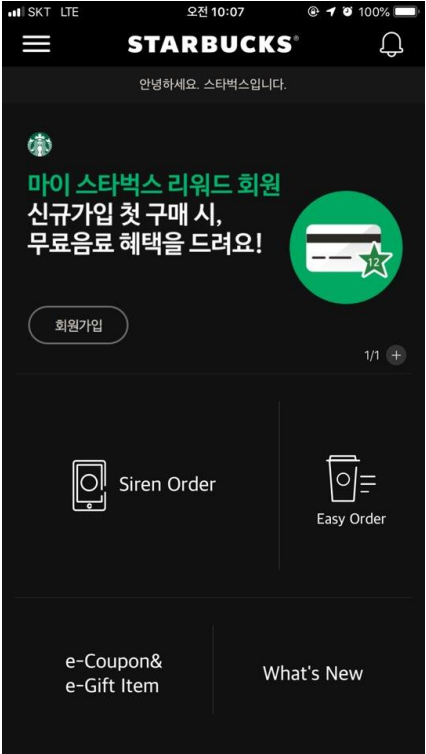 SKT LTE 오전 10:07 100%
STARBUCKS®
안녕하세요. 스타벅스입니다.
마이 스타벅스 리워드 회원
신규가입 첫 구매 시,
무료음료 혜택을 드려요!
12
회원가입
1/1 +
Siren Order
Easy Order
e-Coupon&
e-Gift Item
What's New